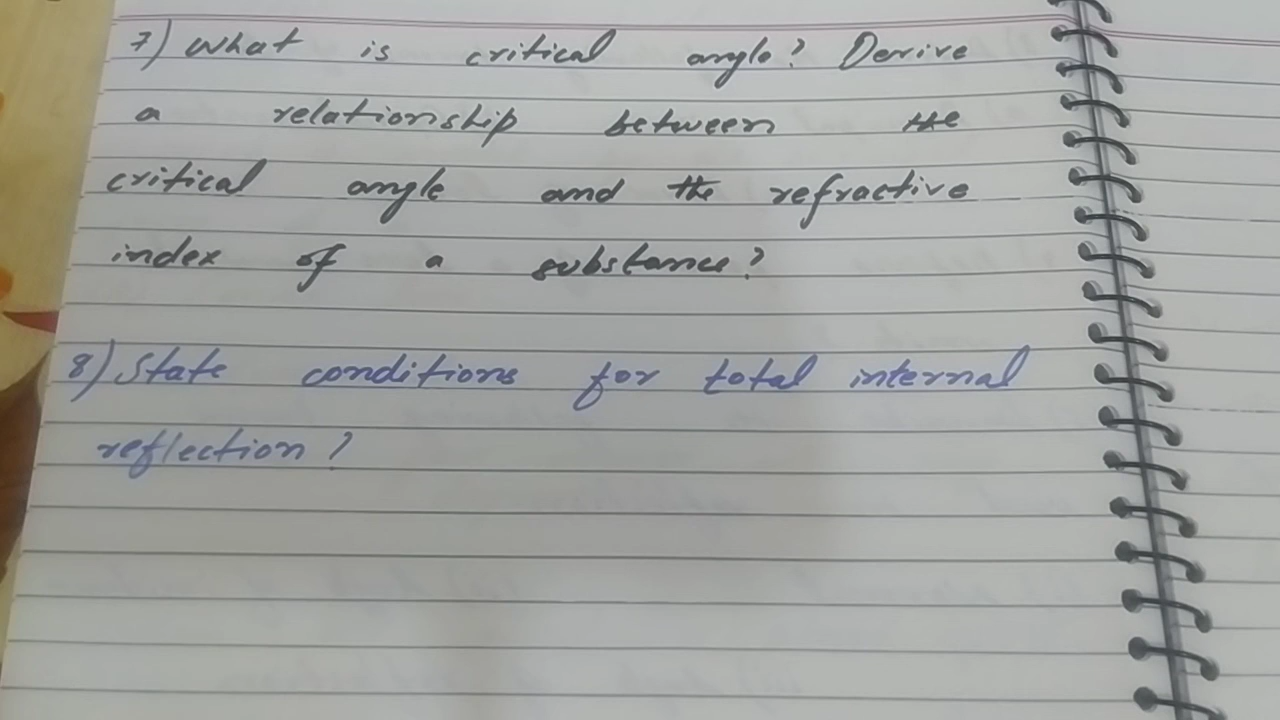 7) What is critical angle? Derive
a relationship between the
critical angle and the refractive
index of a substance?
8) State conditions for total internal
reflection?